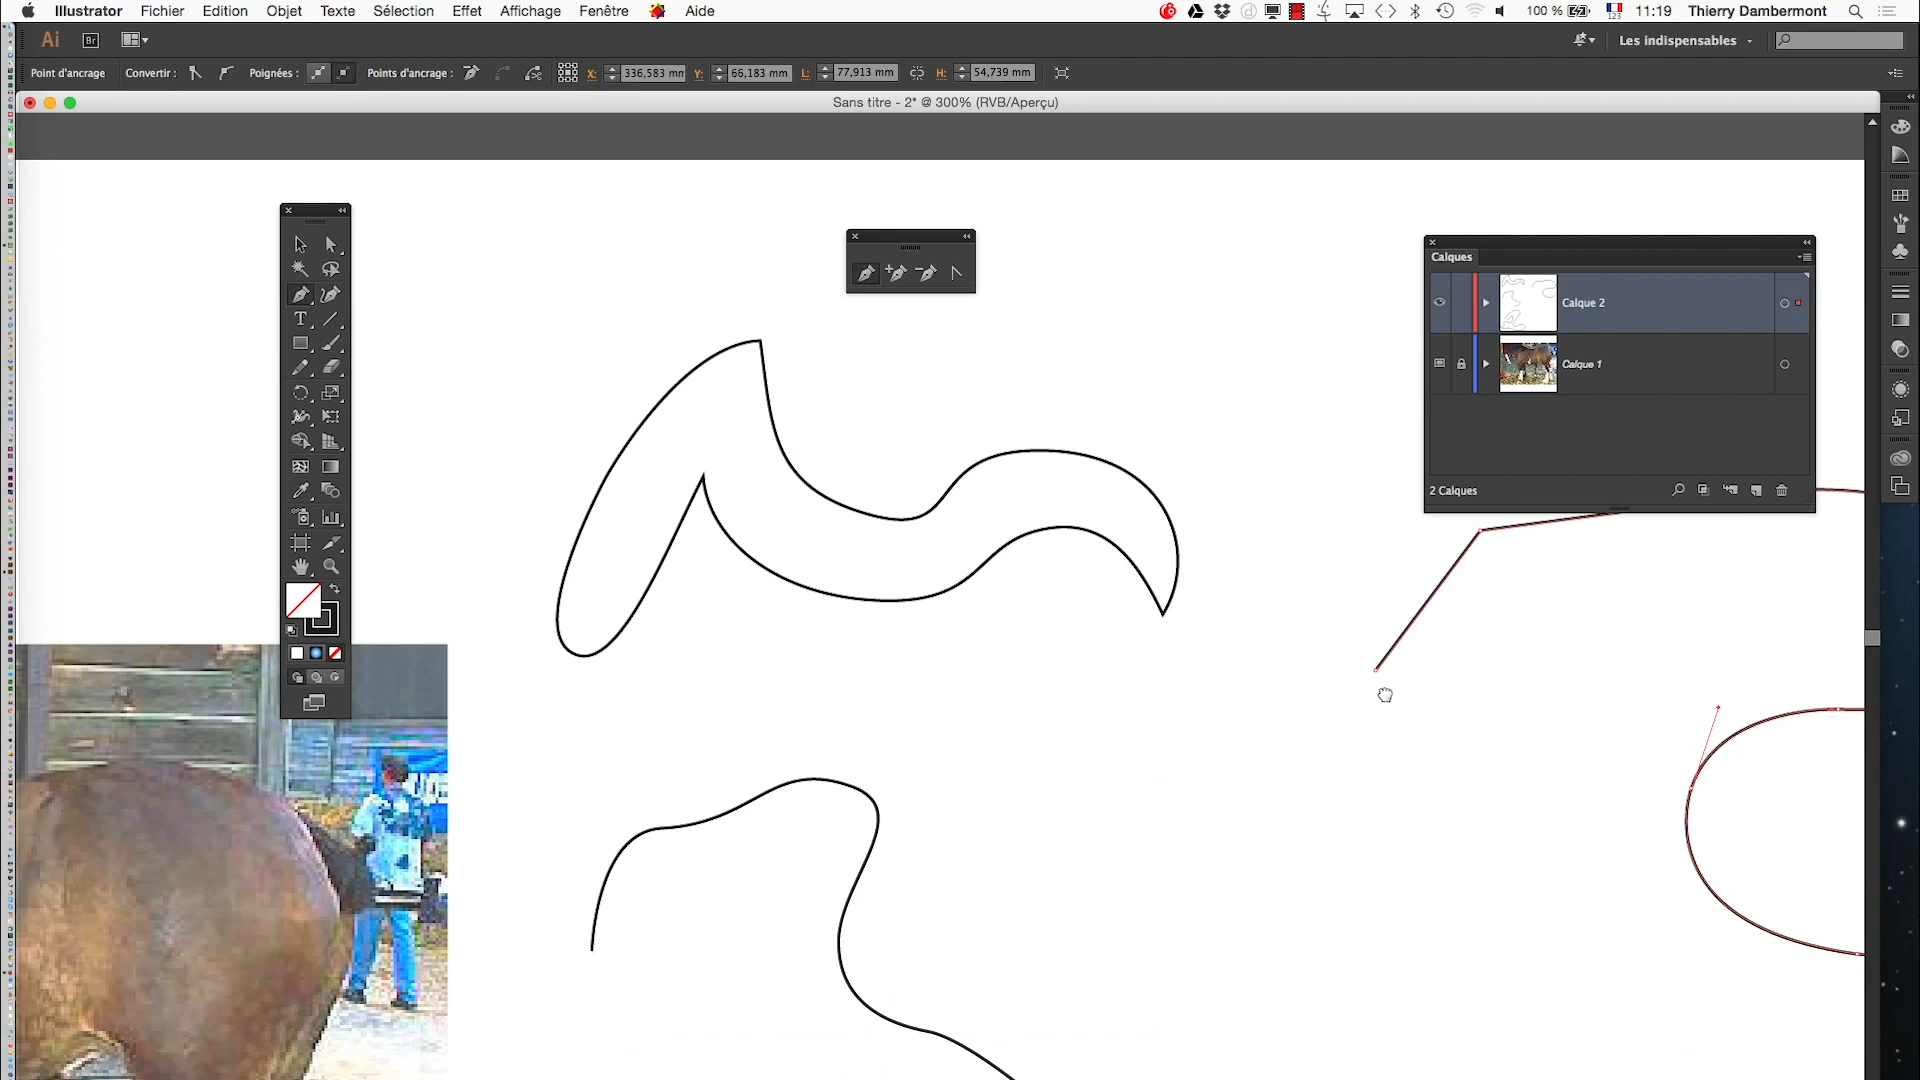 Illustrator Fichier Edition Objet Texte Sélection Effet Affichage Fenêtre Aide 100 % 11:19 Thierry Dambermont
Ai Br Les indispensables
Point d'ancrage Convertir : Poignées : Points d'ancrage : X: 336,583 mm Y: 66,183 mm L: 77,913 mm H: 54,739 mm
Sans titre - 2* @ 300% (RVB/Aperçu)
Calques
Calque 2
Calque 1
2 Calques